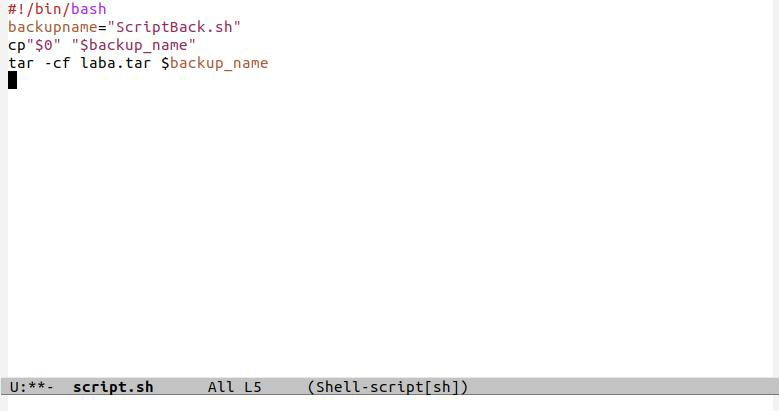 #!/bin/bash
backupname="ScriptBack.sh"
cp"$0" "$backup_name"
tar -cf laba.tar $backup_name
U:**-  script.sh      All L5     (Shell-script[sh])